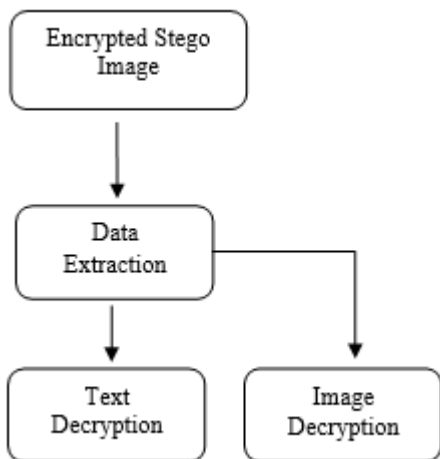 Encrypted Stego
Image
Data
Extraction
Text
Decryption
Image
Decryption